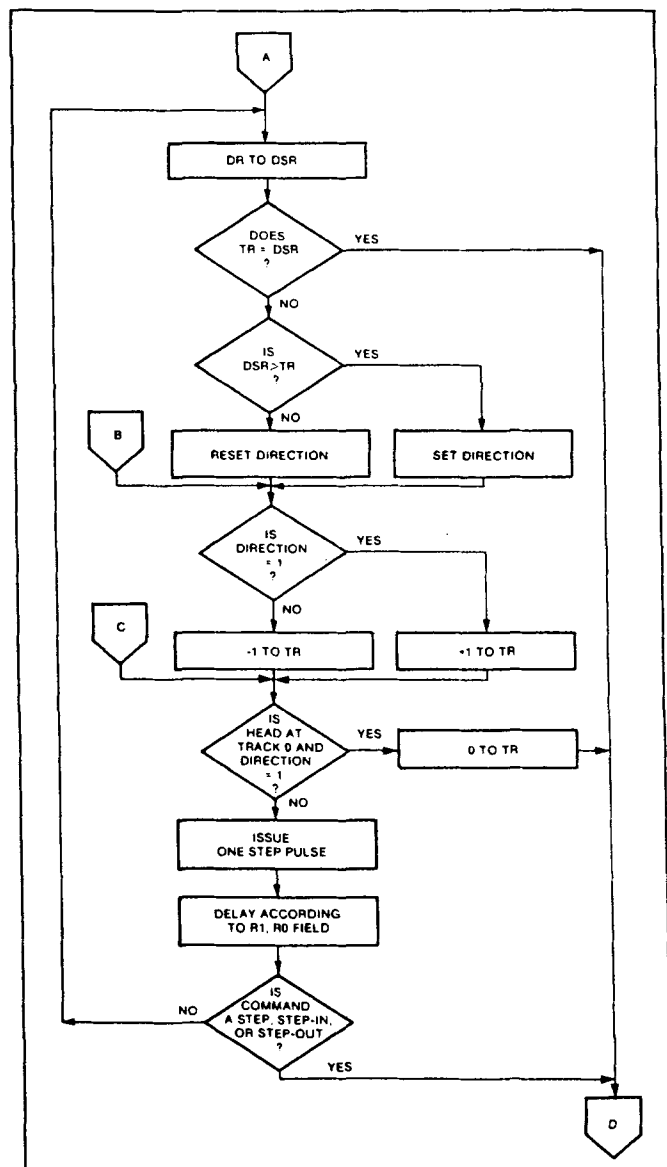 A
DR TO DSR
DOES
TR = DSR
?
YES
NO
IS
DSR>TR
?
YES
NO
B
RESET DIRECTION
SET DIRECTION
IS
DIRECTION
= 1
?
YES
NO
C
-1 TO TR
+1 TO TR
IS
HEAD AT
TRACK 0 AND
DIRECTION
= 1
?
YES
0 TO TR
NO
ISSUE
ONE STEP PULSE
DELAY ACCORDING
TO R1, R0 FIELD
IS
COMMAND
A STEP, STEP-IN,
OR STEP-OUT
?
NO
YES
D